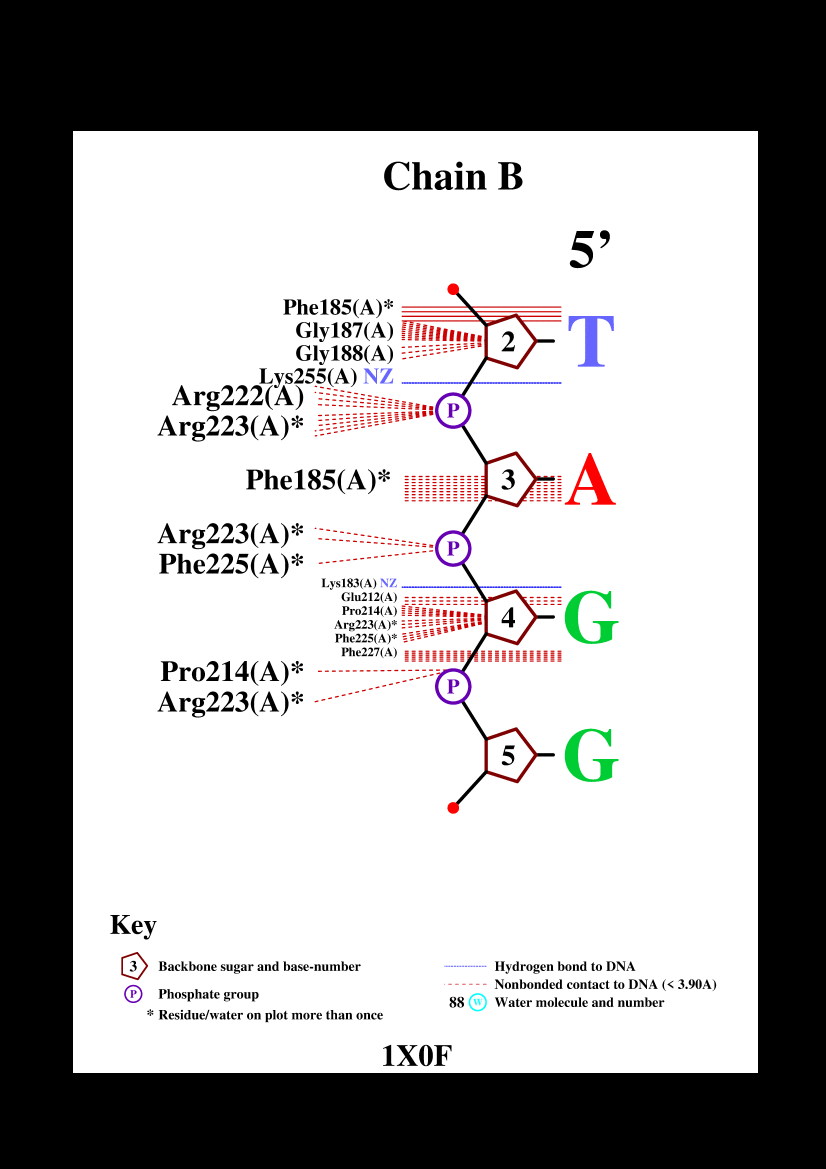 Chain B
5’
Phe185(A)*
Gly187(A)
Gly188(A)
2
T
Lys255(A) NZ
Arg222(A)
P
Arg223(A)*
Phe185(A)*
3
A
Arg223(A)*
P
Phe225(A)*
Lys183(A) NZ
Glu212(A)
Pro214(A)
4
G
Arg223(A)*
Phe225(A)*
Phe227(A)
Pro214(A)*
P
Arg223(A)*
5
G
Key
3 Backbone sugar and base-number
P Phosphate group
* Residue/water on plot more than once
Hydrogen bond to DNA
Nonbonded contact to DNA (< 3.90A)
88 W Water molecule and number
1X0F